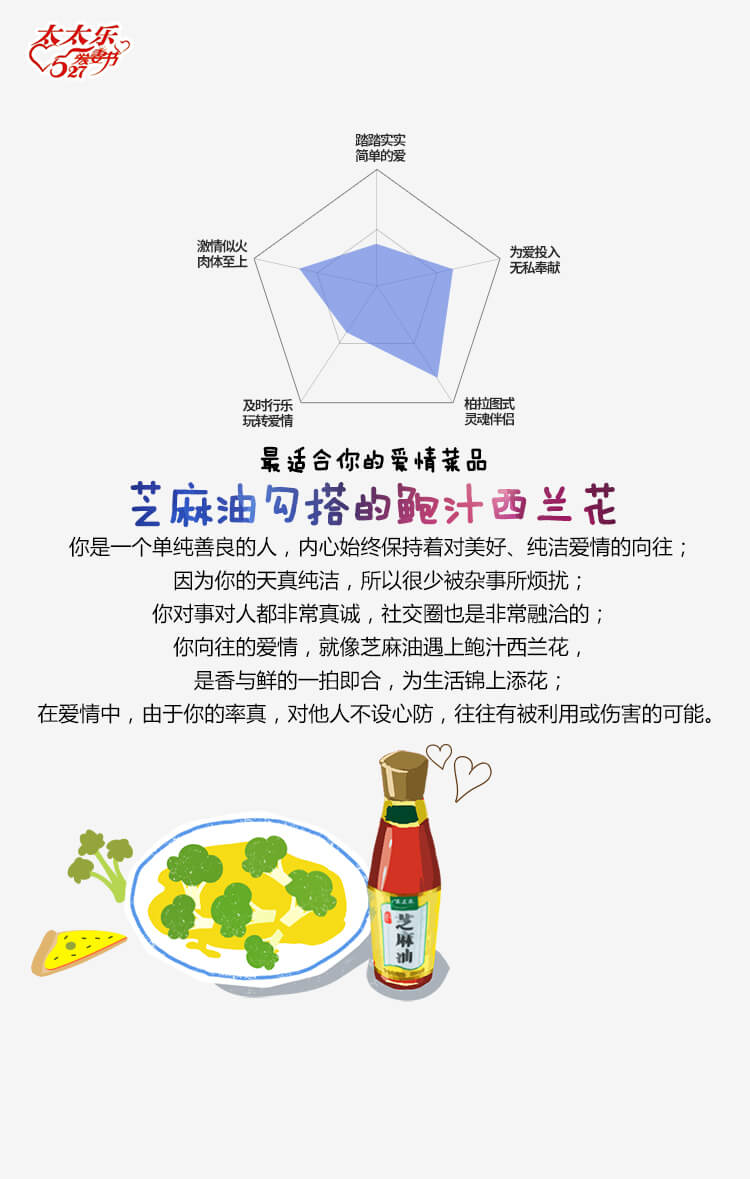 太太乐
527爱妻节
踏踏实实
简单的爱
激情似火
肉体至上
为爱投入
无私奉献
及时行乐
玩转爱情
柏拉图式
灵魂伴侣
最适合你的爱情菜品
芝麻油勾搭的鲍汁西兰花
你是一个单纯善良的人，内心始终保持着对美好、纯洁爱情的向往；
因为你的天真纯洁，所以很少被杂事所烦扰；
你对事对人都非常真诚，社交圈也是非常融洽的；
你向往的爱情，就像芝麻油遇上鲍汁西兰花，
是香与鲜的一拍即合，为生活锦上添花；
在爱情中，由于你的率真，对他人不设心防，往往有被利用或伤害的可能。
芝麻油